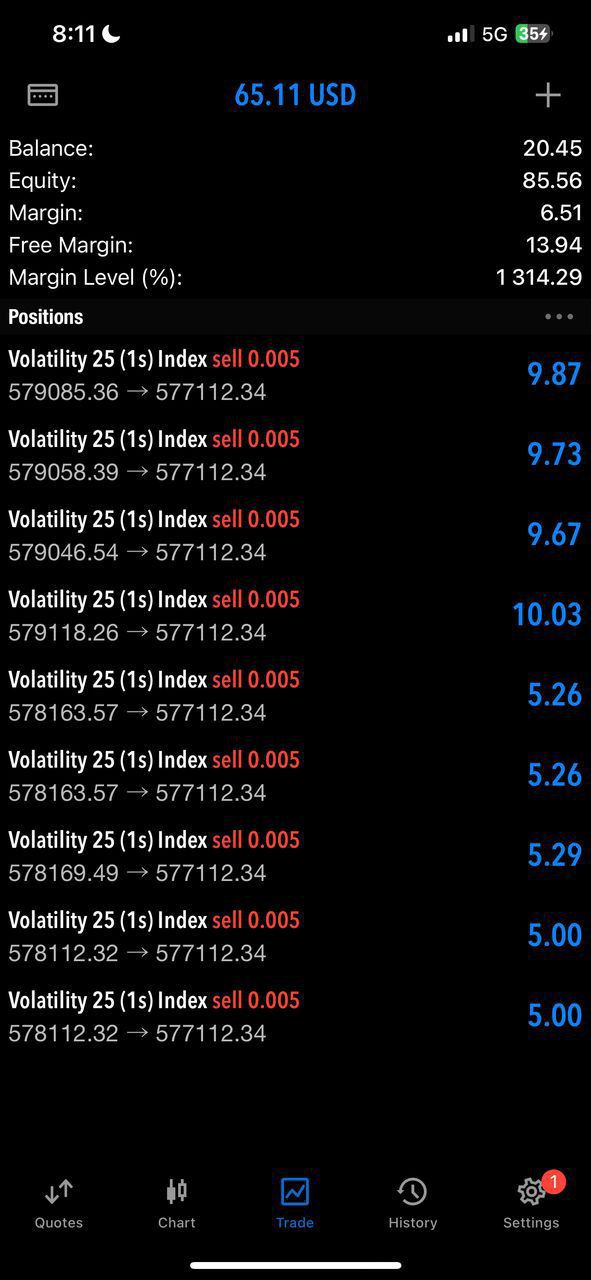 8:11 5G 35
65.11 USD
Balance: 20.45
Equity: 85.56
Margin: 6.51
Free Margin: 13.94
Margin Level (%): 1 314.29
Positions
Volatility 25 (1s) Index sell 0.005
579085.36 → 577112.34 9.87
Volatility 25 (1s) Index sell 0.005
579058.39 → 577112.34 9.73
Volatility 25 (1s) Index sell 0.005
579046.54 → 577112.34 9.67
Volatility 25 (1s) Index sell 0.005
579118.26 → 577112.34 10.03
Volatility 25 (1s) Index sell 0.005
578163.57 → 577112.34 5.26
Volatility 25 (1s) Index sell 0.005
578163.57 → 577112.34 5.26
Volatility 25 (1s) Index sell 0.005
578169.49 → 577112.34 5.29
Volatility 25 (1s) Index sell 0.005
578112.32 → 577112.34 5.00
Volatility 25 (1s) Index sell 0.005
578112.32 → 577112.34 5.00
1
Quotes Chart Trade History Settings